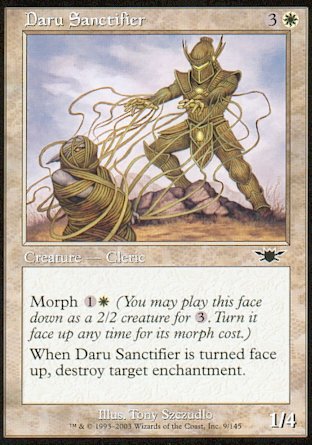 Daru Sanctifier 3
Creature — Cleric
Morph 1 (You may play this face
down as a 2/2 creature for 3. Turn it
face up any time for its morph cost.)
When Daru Sanctifier is turned face
up, destroy target enchantment.
Illus. Tony Szczudlo
1/4
™ & © 1993–2003 Wizards of the Coast, Inc. 9/145